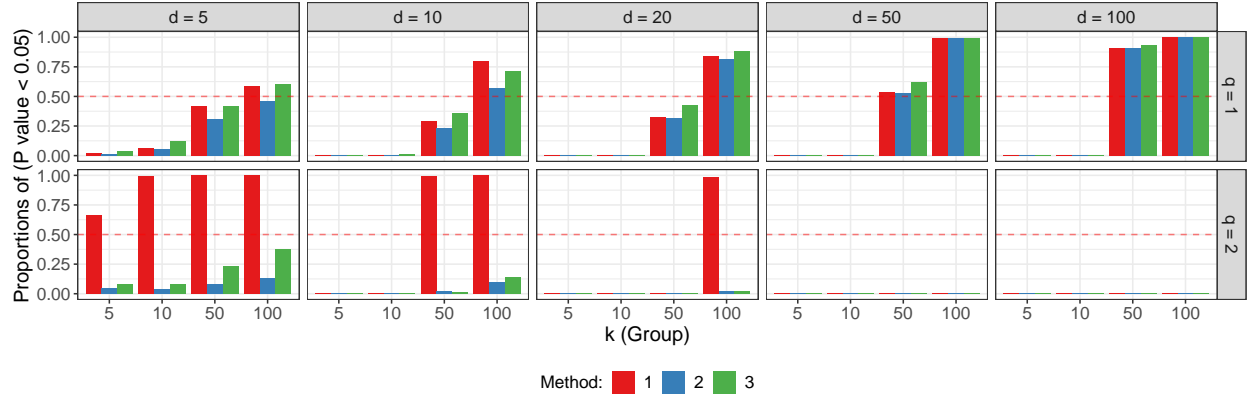 d = 5 d = 10 d = 20 d = 50 d = 100
Proportions of (P value < 0.05)
1.00
0.75
0.50
0.25
0.00
q = 1
1.00
0.75
0.50
0.25
0.00
q = 2
5 10 50 100 5 10 50 100 5 10 50 100 5 10 50 100 5 10 50 100
k (Group)
Method: 1 2 3